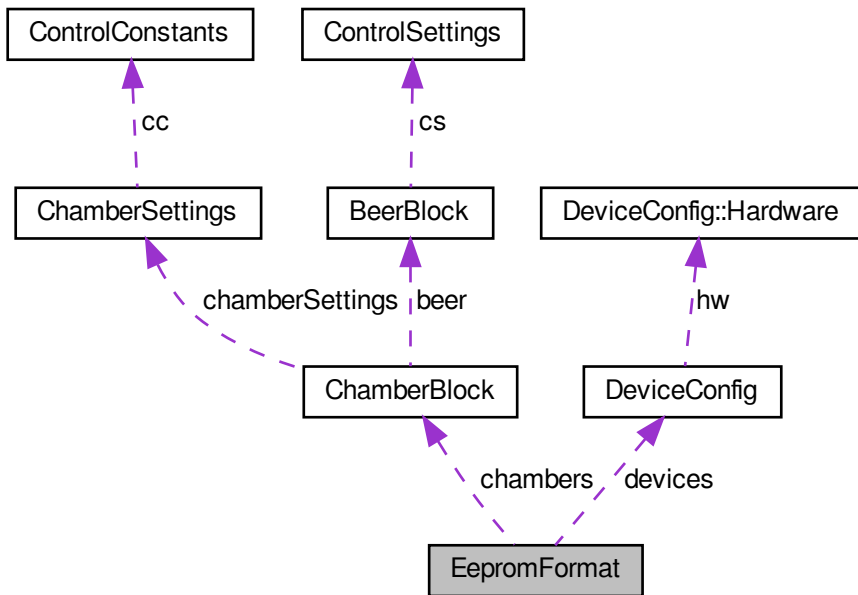 ControlConstants
ControlSettings
cc
cs
ChamberSettings
BeerBlock
DeviceConfig::Hardware
chamberSettings
beer
hw
ChamberBlock
DeviceConfig
chambers
devices
EepromFormat